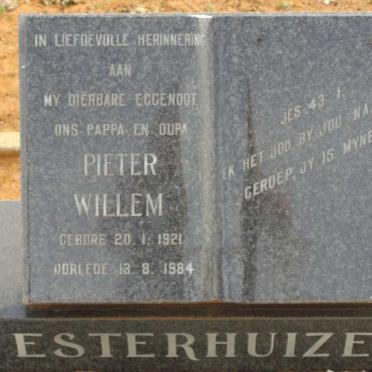 IN LIEFDEVOLLE HERINNERING
AAN
MY DIERBARE EGGENOOT,
ONS PAPPA EN OUPA
PIETER
WILLEM
GEBORE 20. 1. 1921
OORLEDE 13. 8. 1984
JES. 43 : 1.
EK HET JOU BY JOU NA
GEROEP, JY IS MYNE
ESTERHUIZE